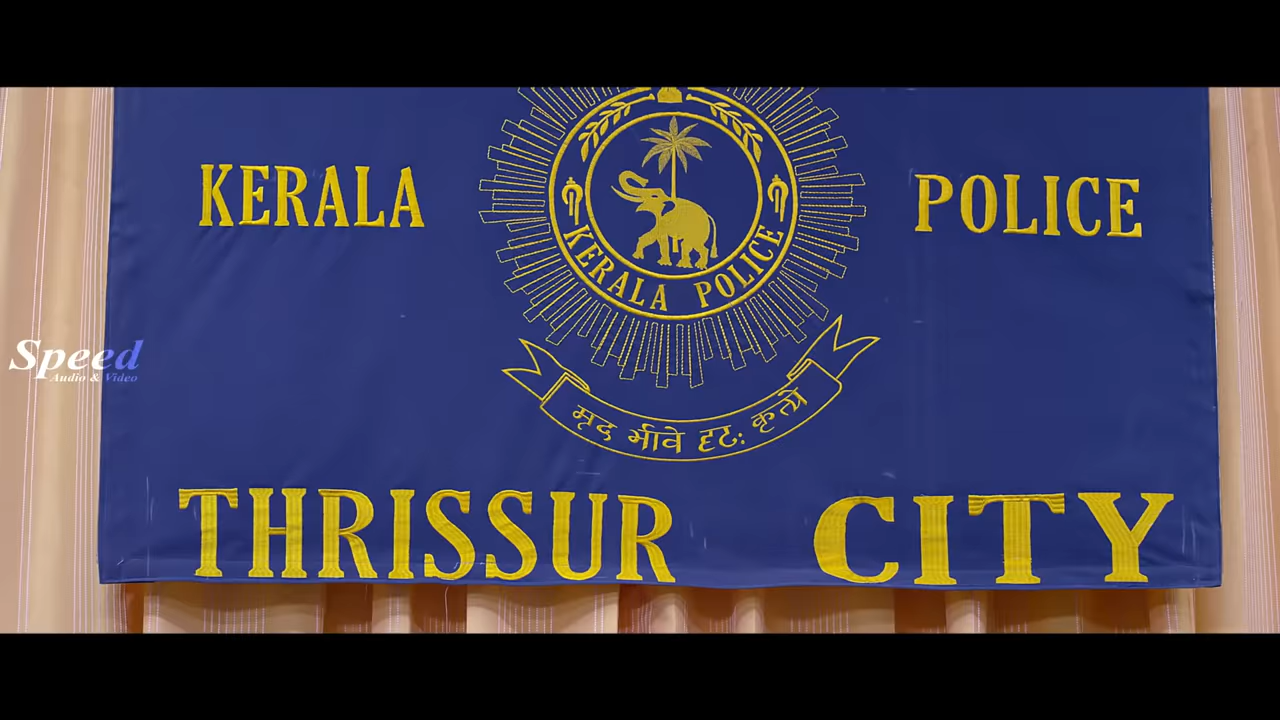 KERALA POLICE
KERALA POLICE
मृदु र्भावे दृढः कृत्ये
THRISSUR CITY
Speed
Audio & Video